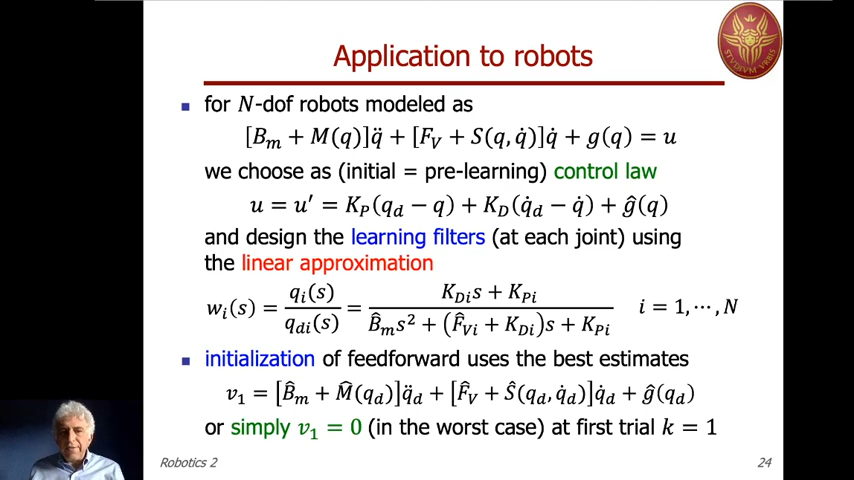 Application to robots
for N-dof robots modeled as
[B_m + M(q)]q̈ + [F_V + S(q, q̇)]q̇ + g(q) = u
we choose as (initial = pre-learning) control law
u = u′ = K_P(q_d − q) + K_D(q̇_d − q̇) + ĝ(q)
and design the learning filters (at each joint) using
the linear approximation
w_i(s) = q_i(s) / q_di(s) = (K_Di s + K_Pi) / (B̂_m s² + (F̂_Vi + K_Di)s + K_Pi) i = 1, ⋯, N
initialization of feedforward uses the best estimates
v_1 = [B̂_m + M̂(q_d)]q̈_d + [F̂_V + Ŝ(q_d, q̇_d)]q̇_d + ĝ(q_d)
or simply v_1 = 0 (in the worst case) at first trial k = 1
Robotics 2
24